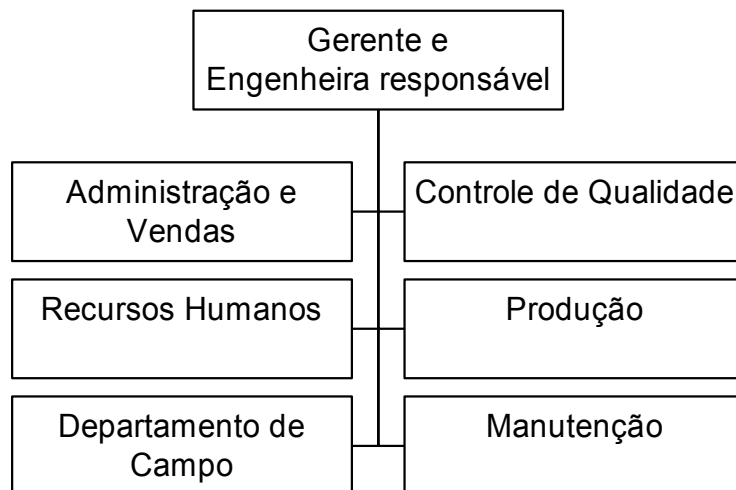 Gerente e
Engenheira responsável
Administração e
Vendas
Controle de Qualidade
Recursos Humanos
Produção
Departamento de
Campo
Manutenção